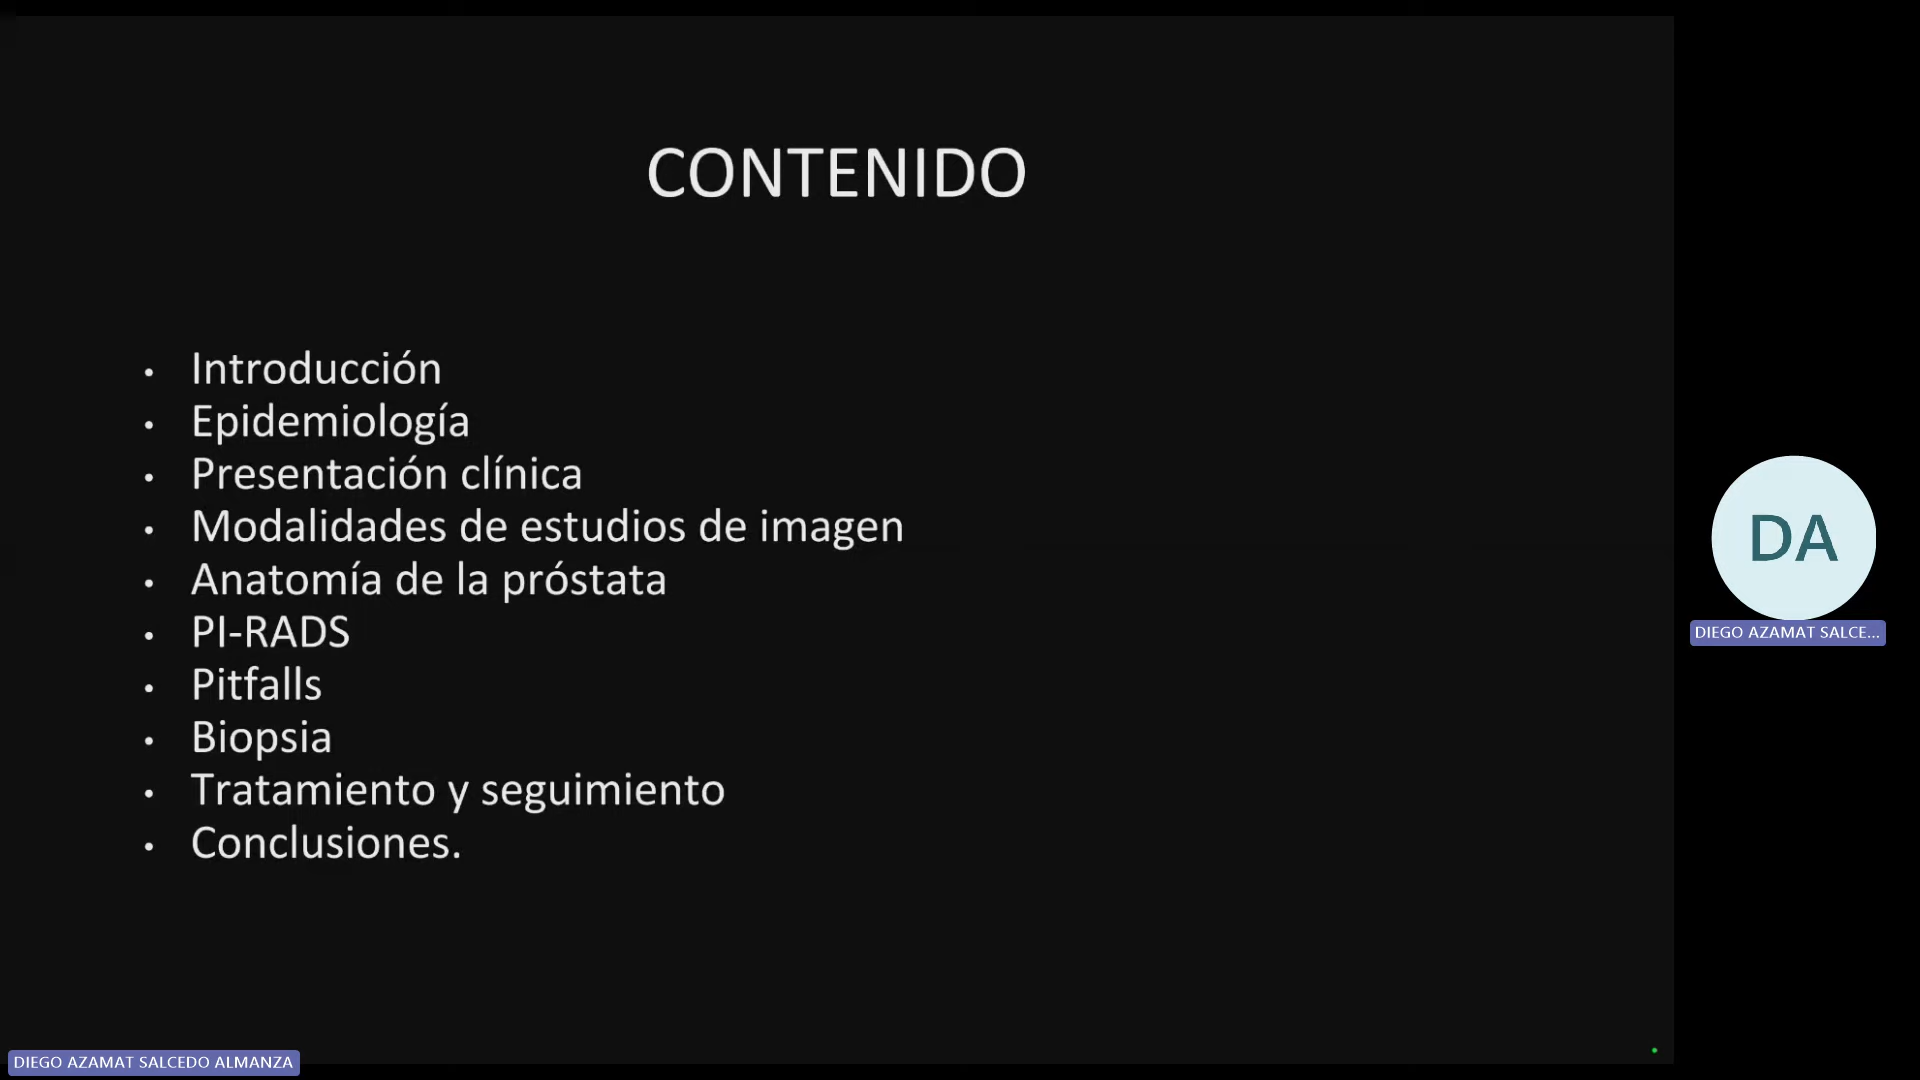 CONTENIDO
• Introducción
• Epidemiología
• Presentación clínica
• Modalidades de estudios de imagen
• Anatomía de la próstata
• PI-RADS
• Pitfalls
• Biopsia
• Tratamiento y seguimiento
• Conclusiones.
DA
DIEGO AZAMAT SALCE...
DIEGO AZAMAT SALCEDO ALMANZA